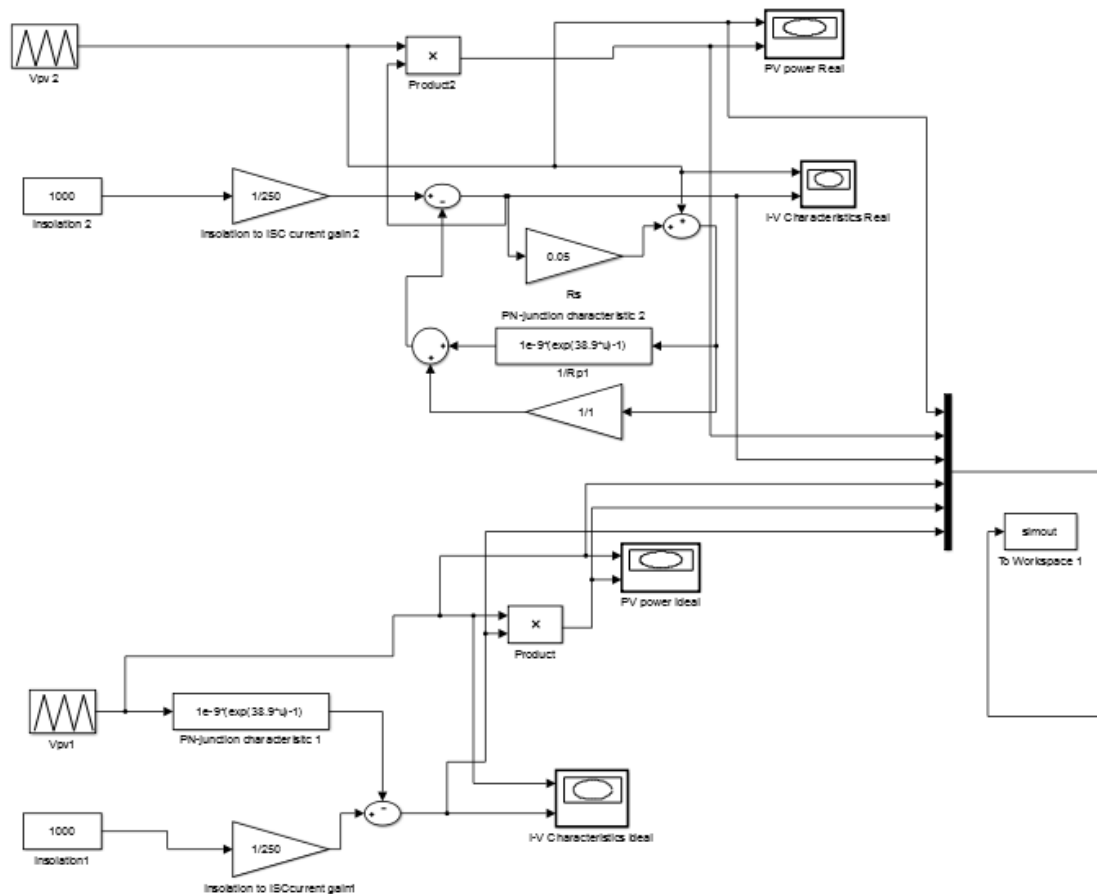 PV power Real
Vpv 2
×
Product2
1000
Insolation 2
1/250
Insolation to ISC current gain 2
+
-
I-V Characteristics Real
+
+
0.05
Rs
PN-junction characteristic 2
1e-9*(exp(38.9*u)-1)
+
+
1/Rp1
1/1
simout
To Workspace 1
PV power Ideal
×
Product
Vpv1
1e-9*(exp(38.9*u)-1)
PN-junction characterisitc 1
-
+
I-V Characteristics Ideal
1000
Insolation1
1/250
Insolation to ISCcurrent gain1